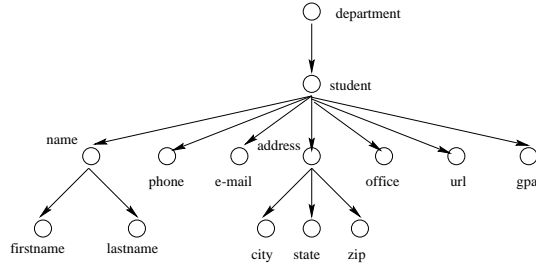 department
student
name
address
phone
e-mail
office
url
gpa
firstname
lastname
city
state
zip